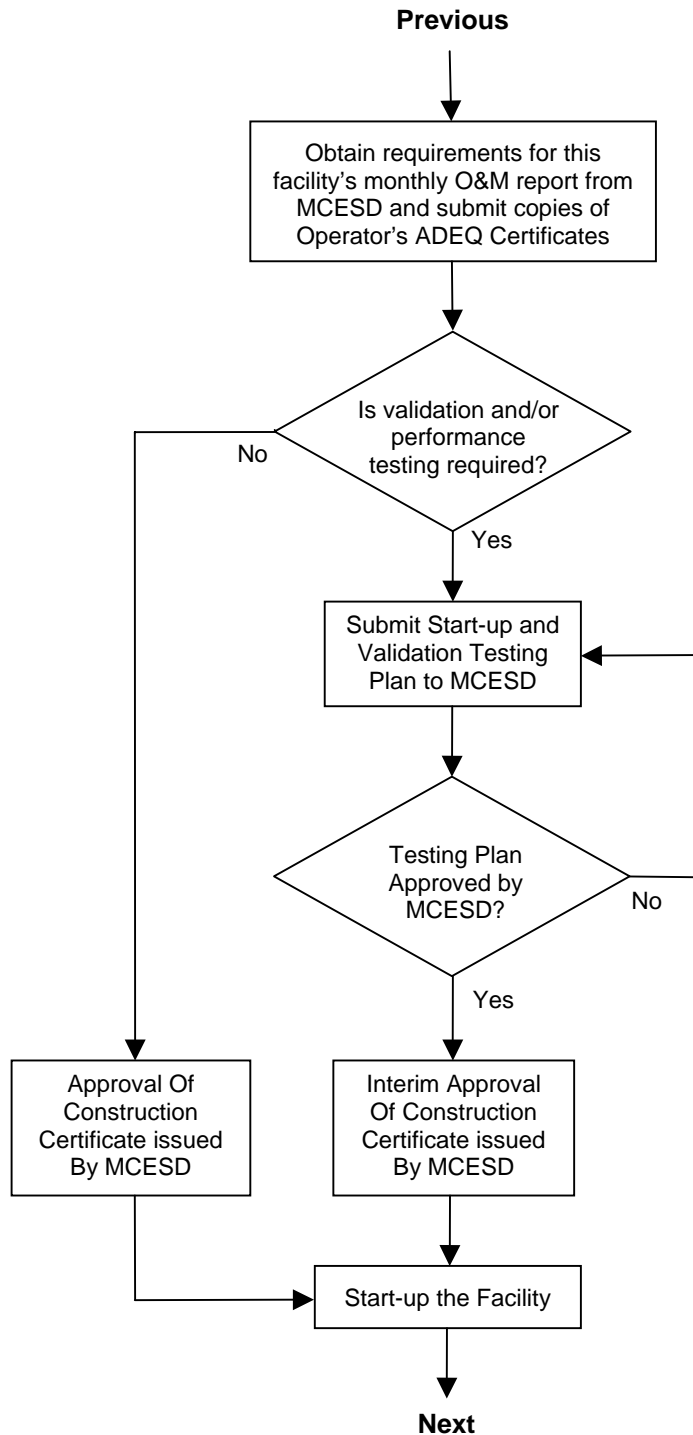 Previous
Obtain requirements for this
facility's monthly O&M report from
MCESD and submit copies of
Operator's ADEQ Certificates
Is validation and/or
performance
testing required?
No
Yes
Submit Start-up and
Validation Testing
Plan to MCESD
Testing Plan
Approved by
MCESD?
No
Yes
Approval Of
Construction
Certificate issued
By MCESD
Interim Approval
Of Construction
Certificate issued
By MCESD
Start-up the Facility
Next